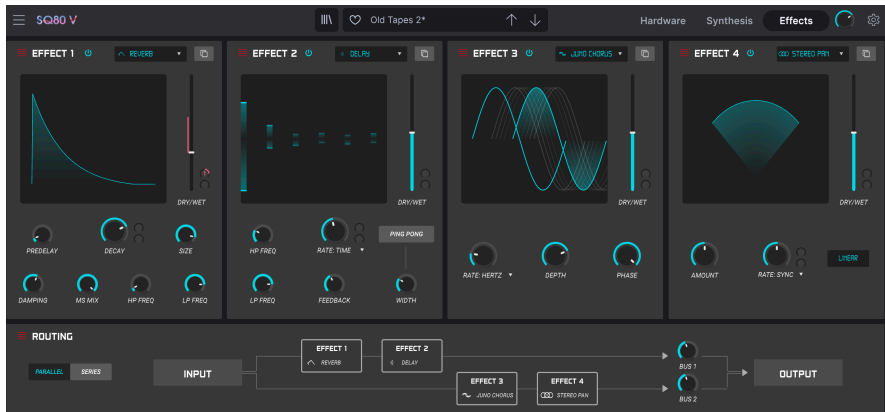 SQ80 V
Old Tapes 2*
Hardware
Synthesis
Effects
EFFECT 1
REVERB
EFFECT 2
DELAY
EFFECT 3
JUNO CHORUS
EFFECT 4
STEREO PAN
DRY/WET
DRY/WET
DRY/WET
DRY/WET
PREDELAY
DECAY
SIZE
DAMPING
MS MIX
HP FREQ
LP FREQ
HP FREQ
RATE: TIME
PING PONG
LP FREQ
FEEDBACK
WIDTH
RATE: HERTZ
DEPTH
PHASE
AMOUNT
RATE: SYNC
LINEAR
ROUTING
PARALLEL
SERIES
INPUT
EFFECT 1
REVERB
EFFECT 2
DELAY
EFFECT 3
JUNO CHORUS
EFFECT 4
STEREO PAN
BUS 1
BUS 2
OUTPUT